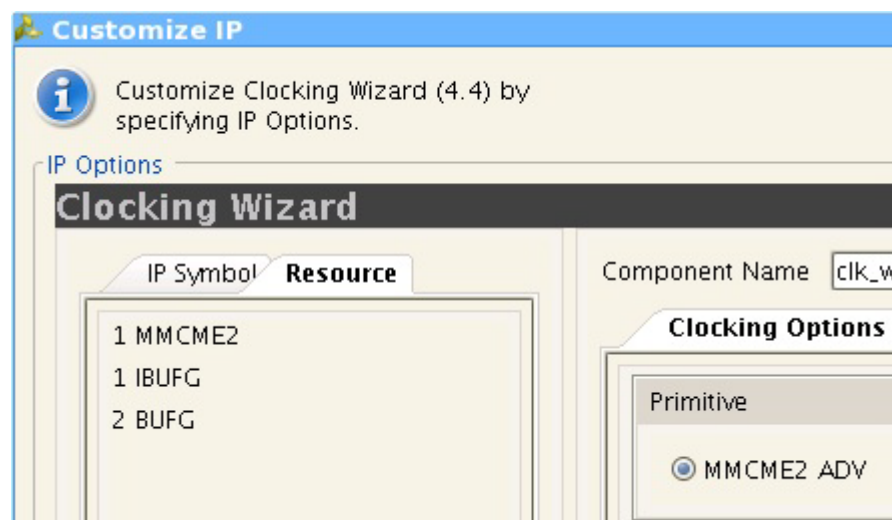 Customize IP
Customize Clocking Wizard (4.4) by
specifying IP Options.
IP Options
Clocking Wizard
IP Symbol Resource
1 MMCME2
1 IBUFG
2 BUFG
Component Name clk_w
Clocking Options
Primitive
MMCME2 ADV